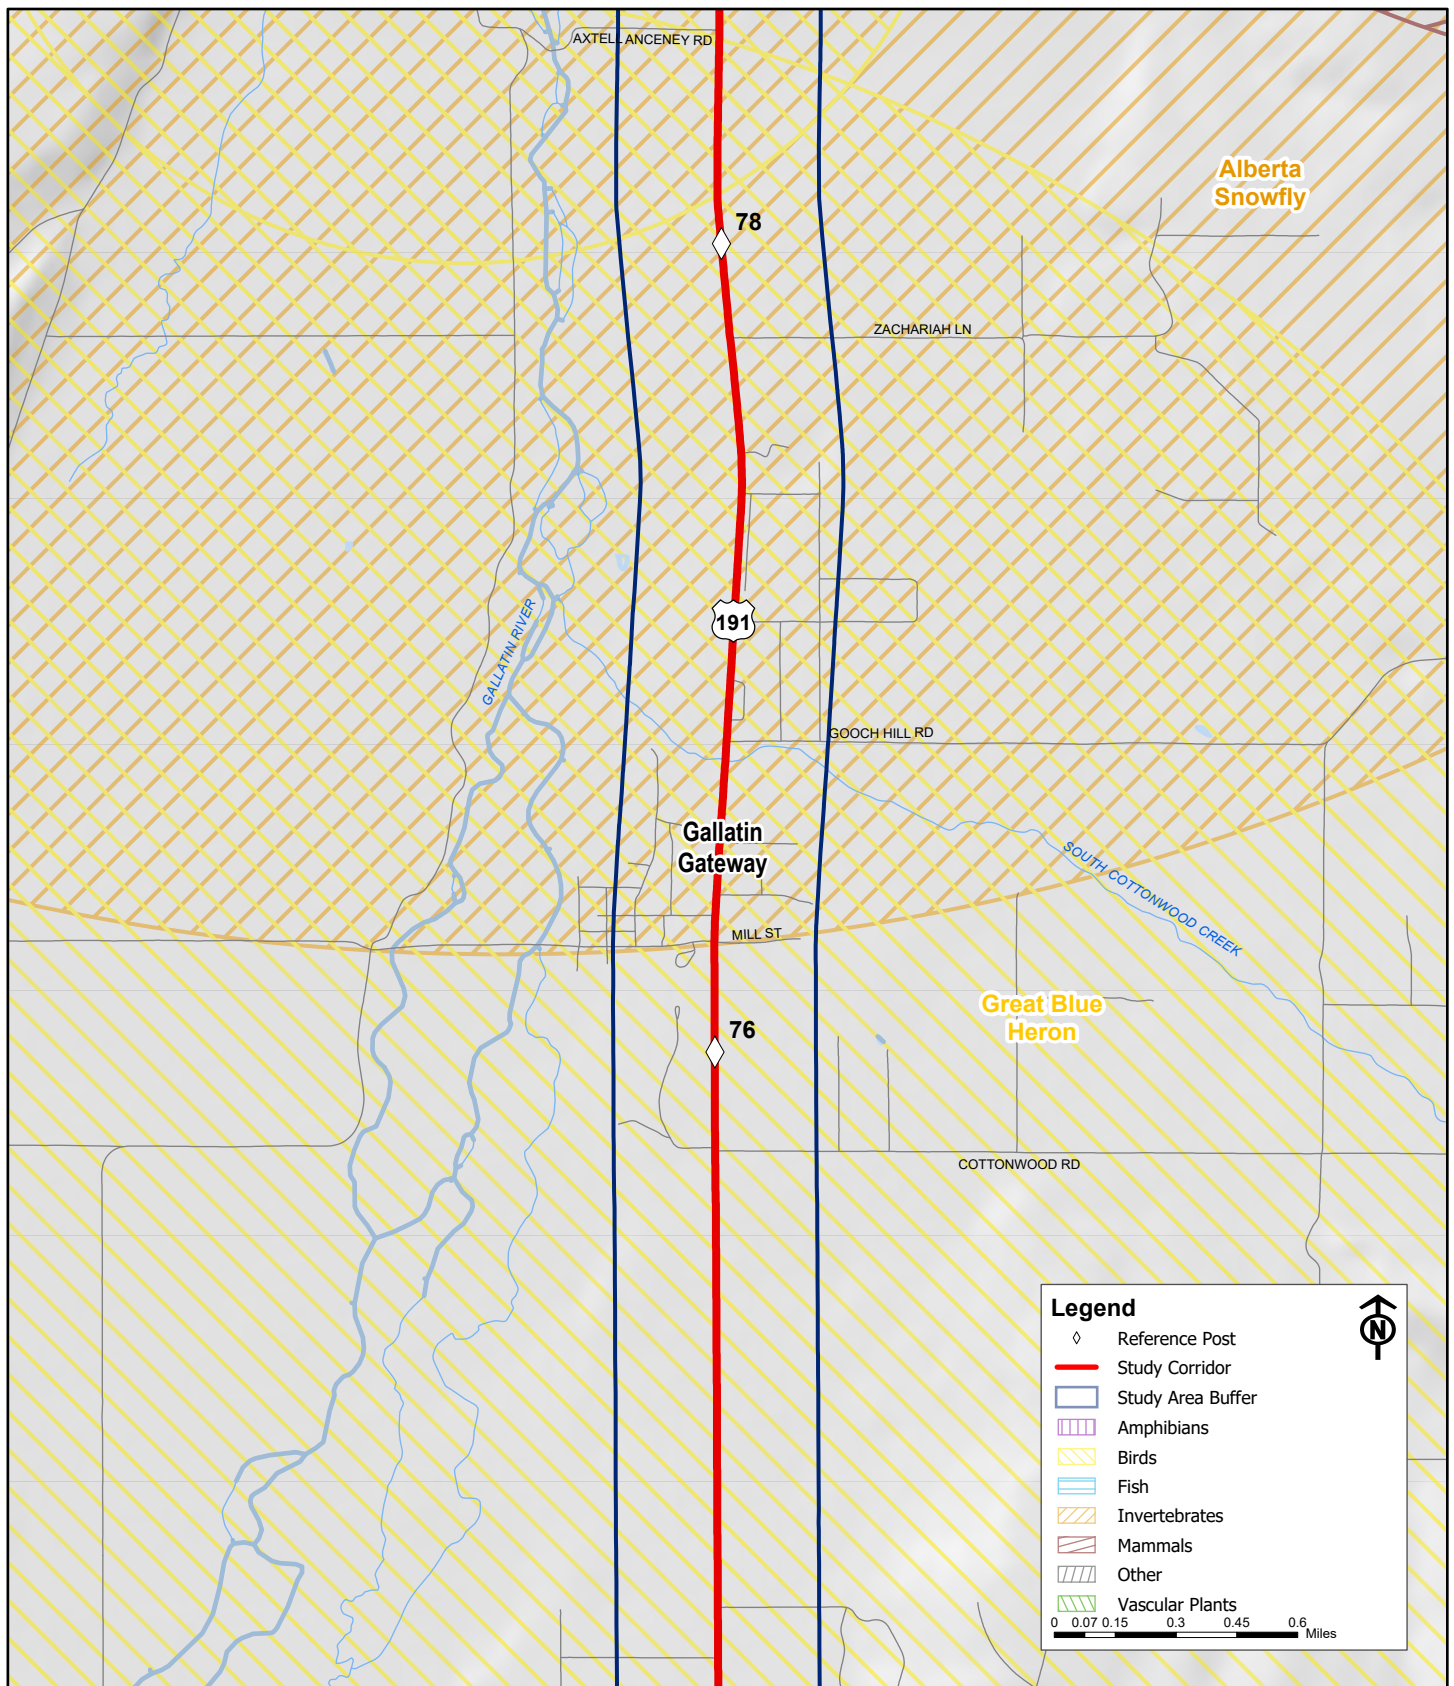 AXTELL ANCENEY RD
Alberta
Snowfly
78
ZACHARIAH LN
GALLATIN RIVER
191
GOOCH HILL RD
Gallatin
Gateway
SOUTH COTTONWOOD CREEK
MILL ST
Great Blue
Heron
76
COTTONWOOD RD
Legend
N
Reference Post
Study Corridor
Study Area Buffer
Amphibians
Birds
Fish
Invertebrates
Mammals
Other
Vascular Plants
0 0.07 0.15 0.3 0.45 0.6
Miles